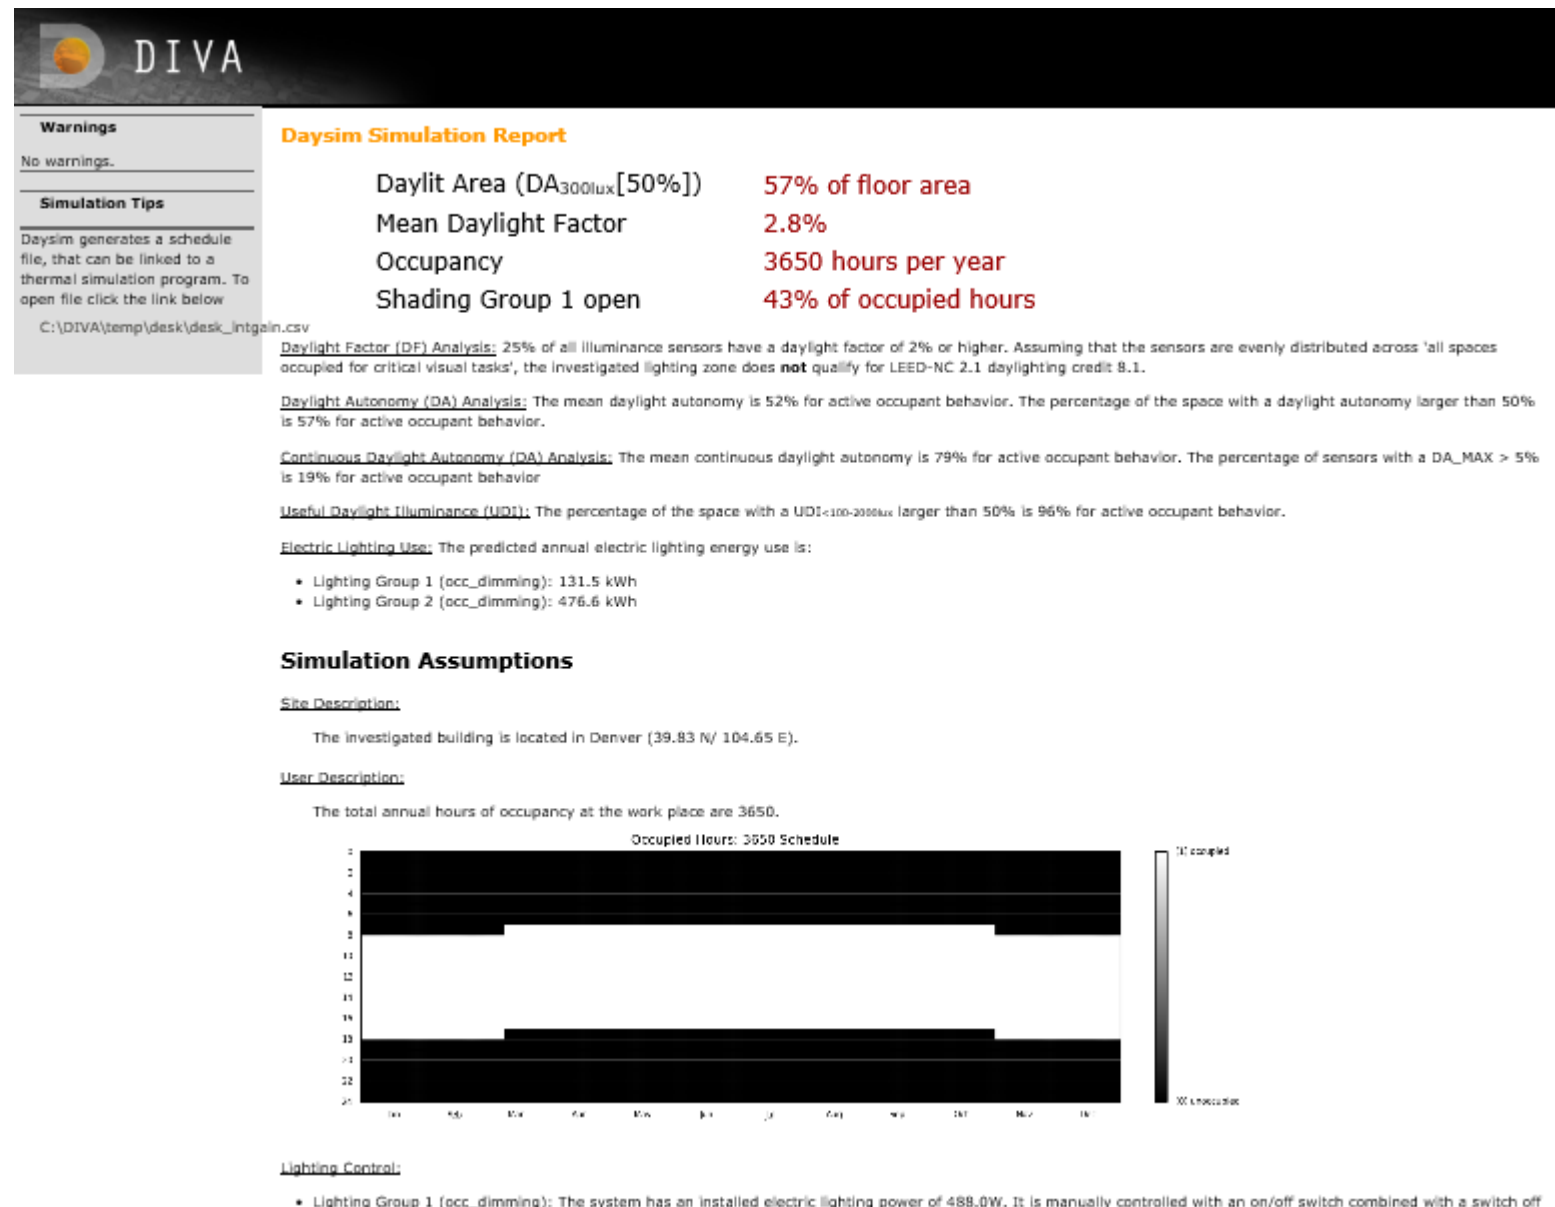 DIVA
Warnings
No warnings.
Simulation Tips
Daysim generates a schedule
file, that can be linked to a
thermal simulation program. To
open file click the link below
C:\DIVA\temp\desk\desk_intgain.csv
Daysim Simulation Report
Daylit Area (DA300lux[50%]) 57% of floor area
Mean Daylight Factor 2.8%
Occupancy 3650 hours per year
Shading Group 1 open 43% of occupied hours
Daylight Factor (DF) Analysis: 25% of all illuminance sensors have a daylight factor of 2% or higher. Assuming that the sensors are evenly distributed across 'all spaces
occupied for critical visual tasks', the investigated lighting zone does not qualify for LEED-NC 2.1 daylighting credit 8.1.
Daylight Autonomy (DA) Analysis: The mean daylight autonomy is 52% for active occupant behavior. The percentage of the space with a daylight autonomy larger than 50%
is 57% for active occupant behavior.
Continuous Daylight Autonomy (DA) Analysis: The mean continuous daylight autonomy is 79% for active occupant behavior. The percentage of sensors with a DA_MAX > 5%
is 19% for active occupant behavior
Useful Daylight Illuminance (UDI): The percentage of the space with a UDI<100-2000lux larger than 50% is 96% for active occupant behavior.
Electric Lighting Use: The predicted annual electric lighting energy use is:
• Lighting Group 1 (occ_dimming): 131.5 kWh
• Lighting Group 2 (occ_dimming): 476.6 kWh
Simulation Assumptions
Site Description:
The investigated building is located in Denver (39.83 N/ 104.65 E).
User Description:
The total annual hours of occupancy at the work place are 3650.
Occupied Hours: 3650 Schedule
[1] occupied
22
24
Lighting Control:
• Lighting Group 1 (occ_dimming): The system has an installed electric lighting power of 488.0W. It is manually controlled with an on/off switch combined with a switch off